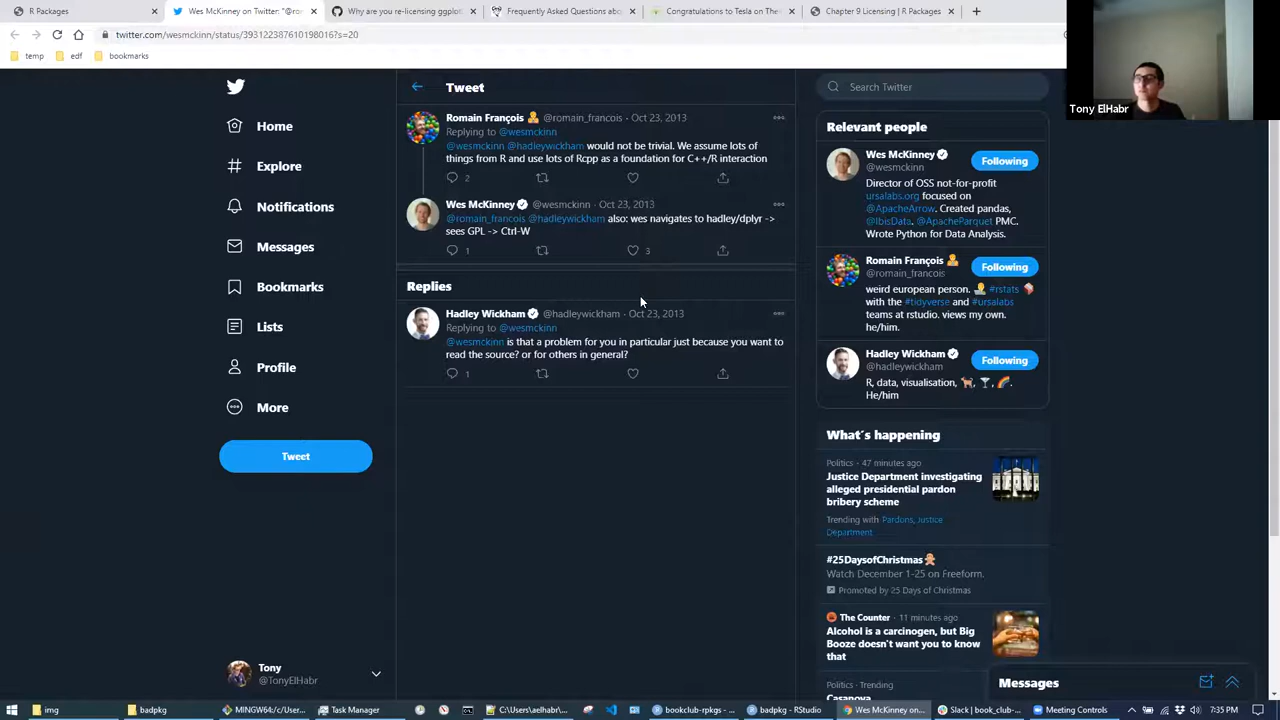 R Packages
Wes McKinney on Twitter: "@ro
Why are you re-licensing ggplot
Frequently Asked Questions abo
Congratulations to Tesla on Thei
Chapter 9 Licensing | R Packages
twitter.com/wesmckinn/status/393122387610198016?s=20
temp
edf
bookmarks
Tony ElHabr
Home
Explore
Notifications
Messages
Bookmarks
Lists
Profile
More
Tweet
Tony
@TonyElHabr
Tweet
Romain François @romain_francois · Oct 23, 2013
Replying to @wesmckinn
@wesmckinn @hadleywickham would not be trivial. We assume lots of
things from R and use lots of Rcpp as a foundation for C++/R interaction
2
Wes McKinney @wesmckinn · Oct 23, 2013
@romain_francois @hadleywickham also: wes navigates to hadley/dplyr ->
sees GPL -> Ctrl-W
1
3
Replies
Hadley Wickham @hadleywickham · Oct 23, 2013
Replying to @wesmckinn
@wesmckinn is that a problem for you in particular just because you want to
read the source? or for others in general?
1
Search Twitter
Relevant people
Wes McKinney
@wesmckinn
Following
Director of OSS not-for-profit
ursalabs.org focused on
@ApacheArrow. Created pandas,
@IbisData. @ApacheParquet PMC.
Wrote Python for Data Analysis.
Romain François
@romain_francois
Following
weird european person. #rstats
with the #tidyverse and #ursalabs
teams at rstudio. views my own.
he/him.
Hadley Wickham
@hadleywickham
Following
R, data, visualisation,
He/him
What's happening
Politics · 47 minutes ago
Justice Department investigating
alleged presidential pardon
bribery scheme
Trending with Pardons, Justice
Department
#25DaysofChristmas
Watch December 1-25 on Freeform.
Promoted by 25 Days of Christmas
The Counter · 11 minutes ago
Alcohol is a carcinogen, but Big
Booze doesn't want you to know
that
Politics · Trending
Casanova
Messages
img
badpkg
MINGW64:/c/User...
Task Manager
C:\Users\aelhabr\...
bookclub-rpkgs - ...
badpkg - RStudio
Wes McKinney on...
Slack | book_club-...
Meeting Controls
7:35 PM